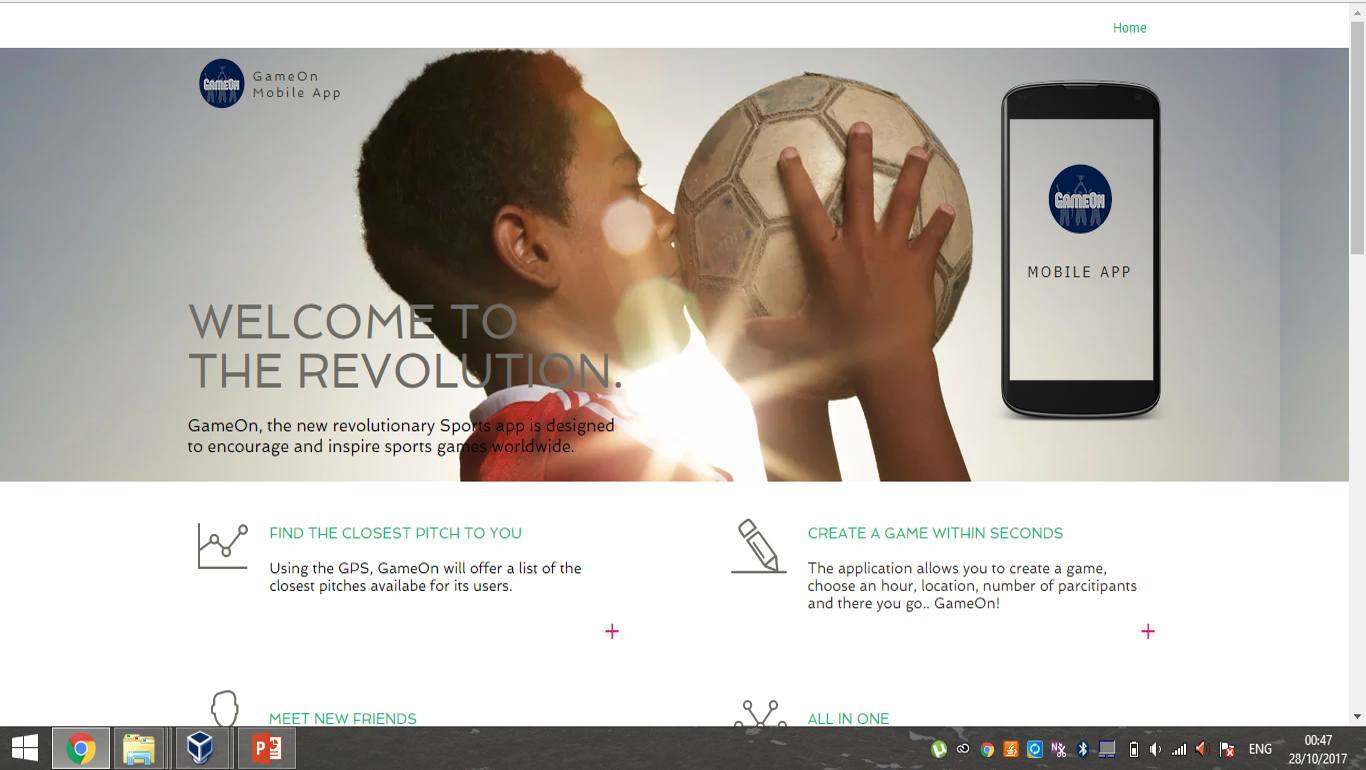 Home
GAMEON
GameOn
Mobile App
GAMEON
MOBILE APP
WELCOME TO
THE REVOLUTION.
GameOn, the new revolutionary Sports app is designed
to encourage and inspire sports games worldwide.
FIND THE CLOSEST PITCH TO YOU
Using the GPS, GameOn will offer a list of the
closest pitches availabe for its users.
+
CREATE A GAME WITHIN SECONDS
The application allows you to create a game,
choose an hour, location, number of parcitipants
and there you go.. GameOn!
+
MEET NEW FRIENDS
ALL IN ONE
ENG
00:47
28/10/2017